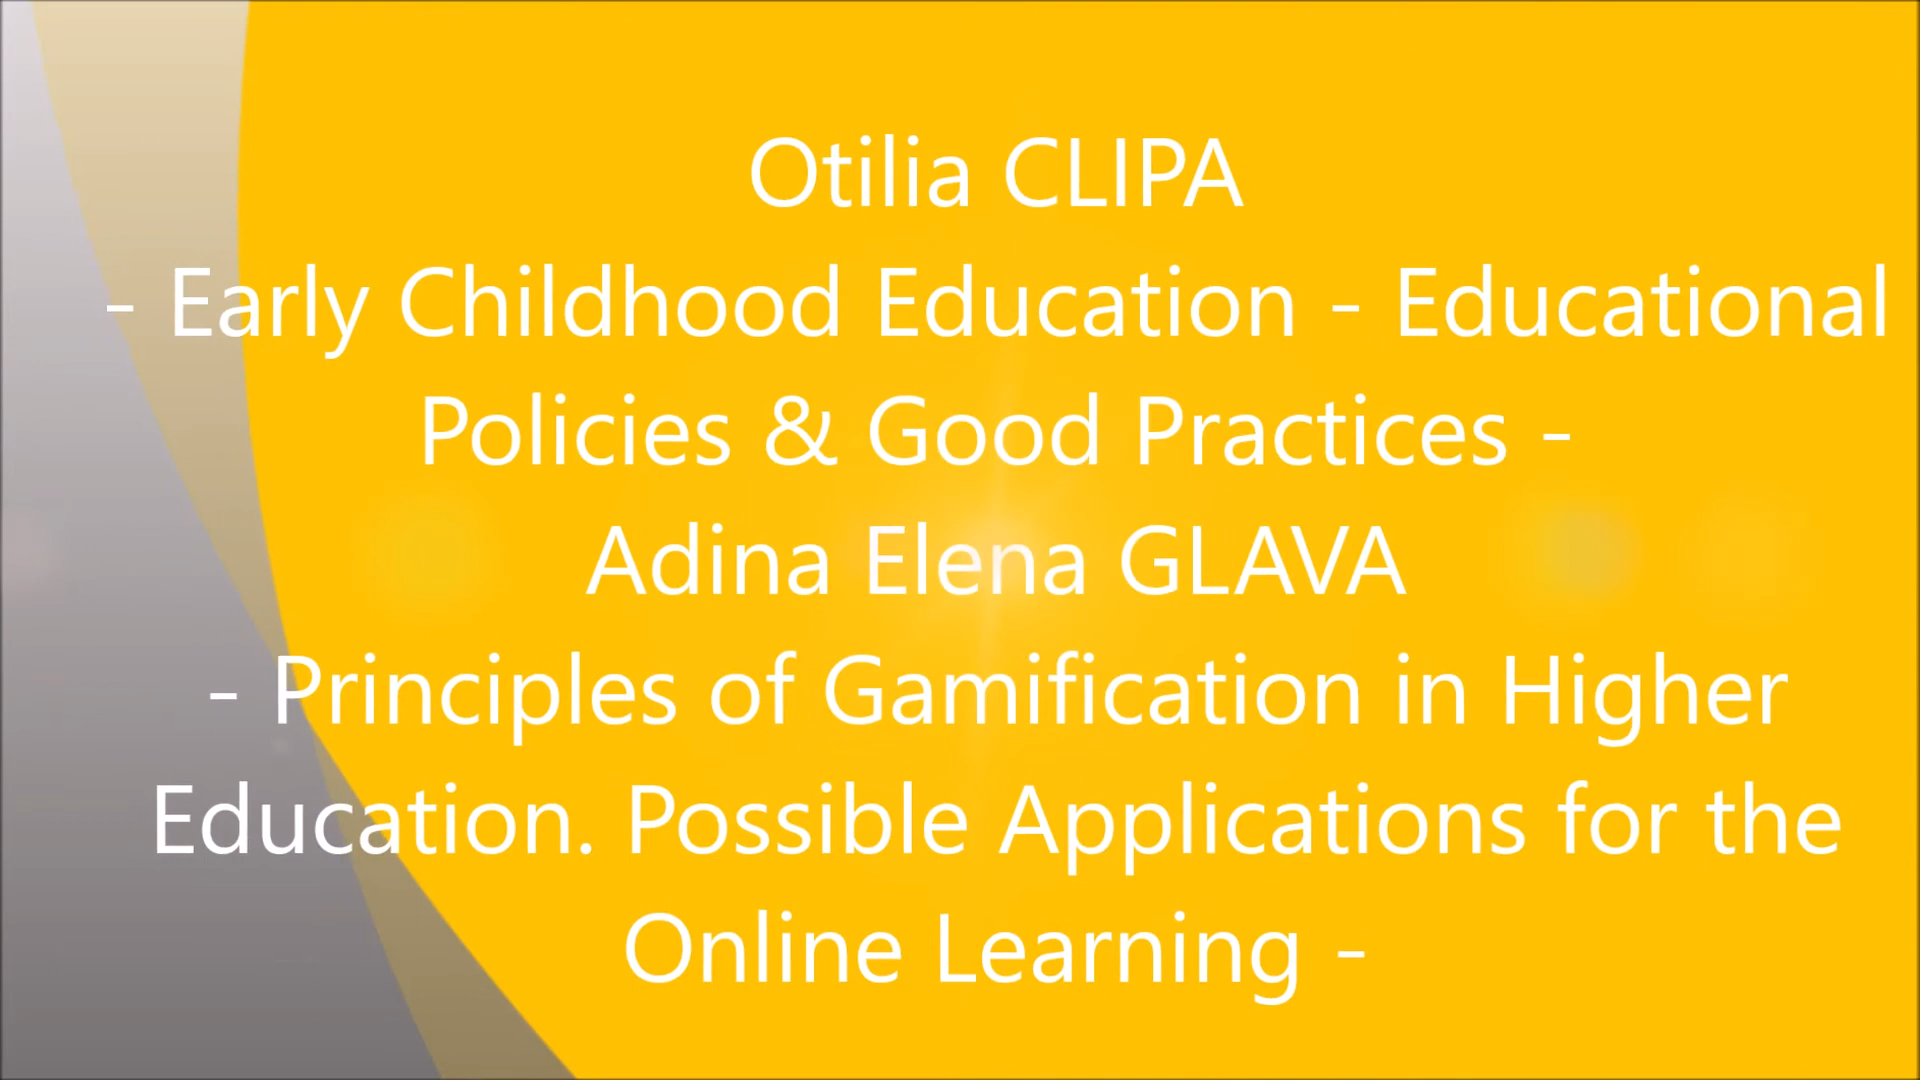 Otilia CLIPA
- Early Childhood Education - Educational
Policies & Good Practices -
Adina Elena GLAVA
- Principles of Gamification in Higher
Education. Possible Applications for the
Online Learning -